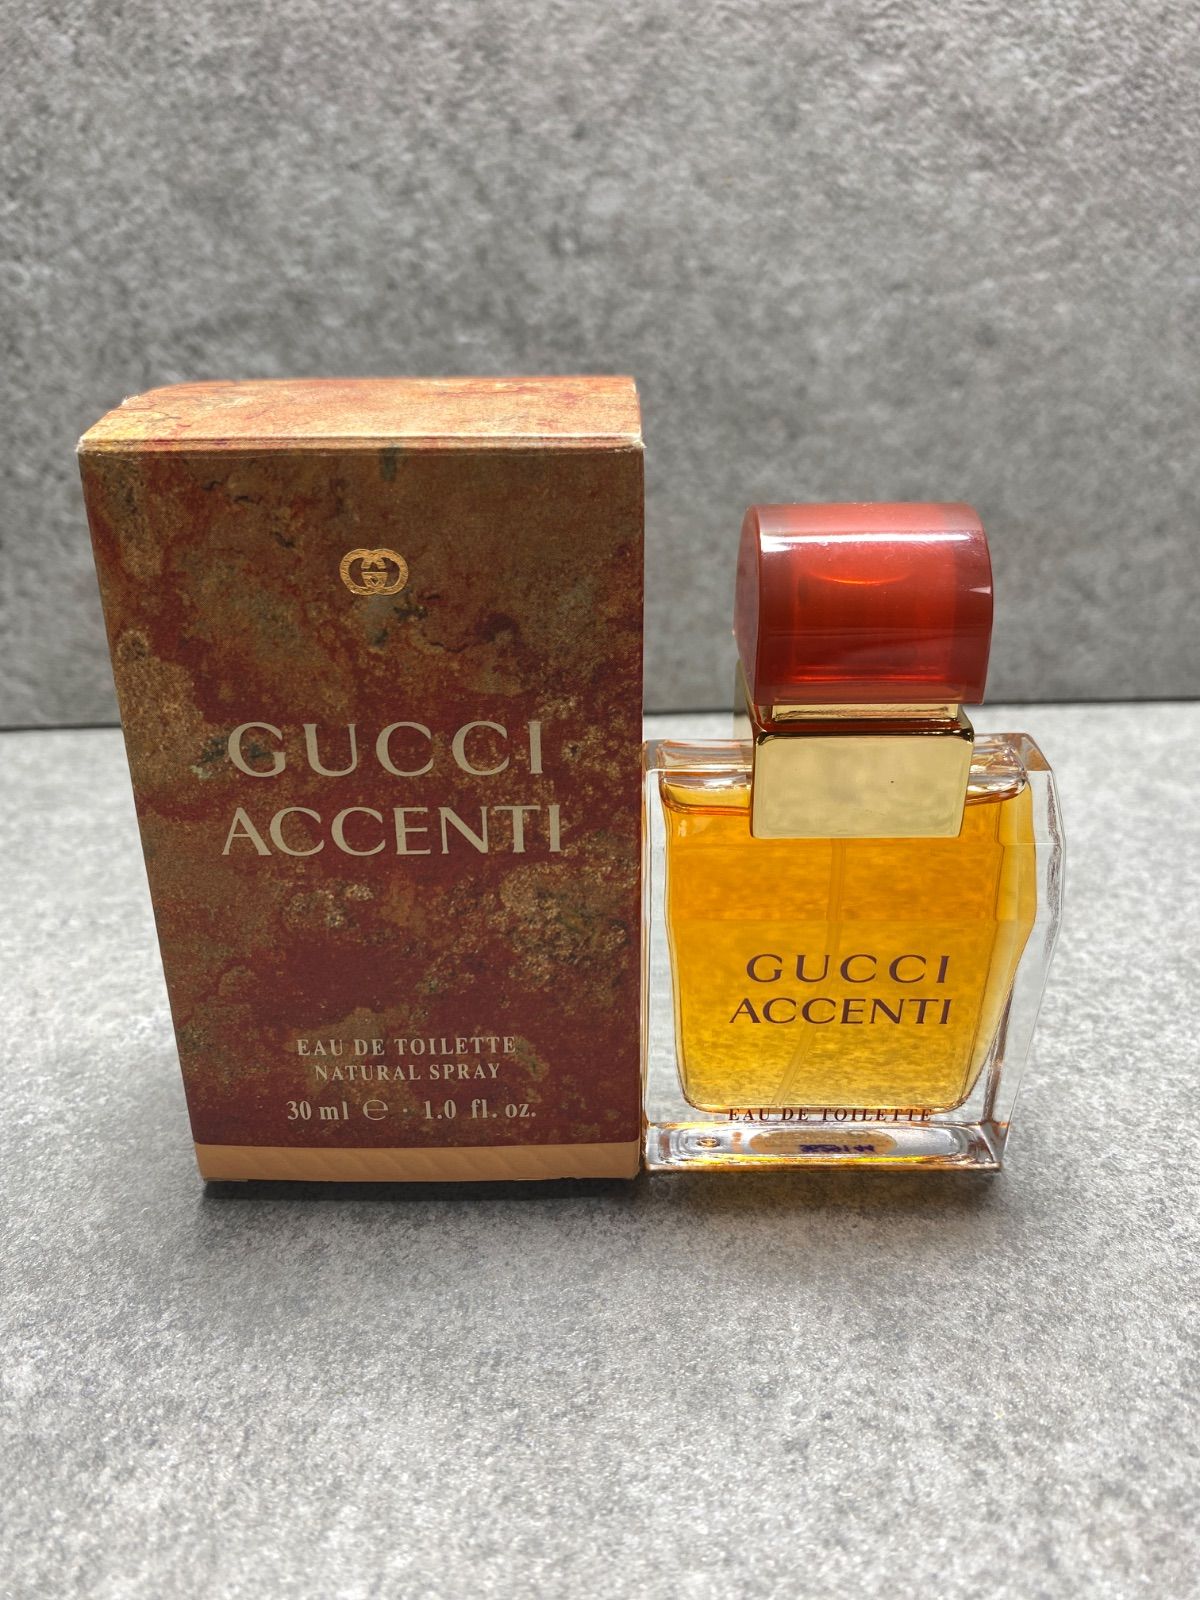 GUCCI
ACCENTI
EAU DE TOILETTE
NATURAL SPRAY
30 ml ℮ · 1.0 fl. oz.
GUCCI
ACCENTI
EAU DE TOILETTE